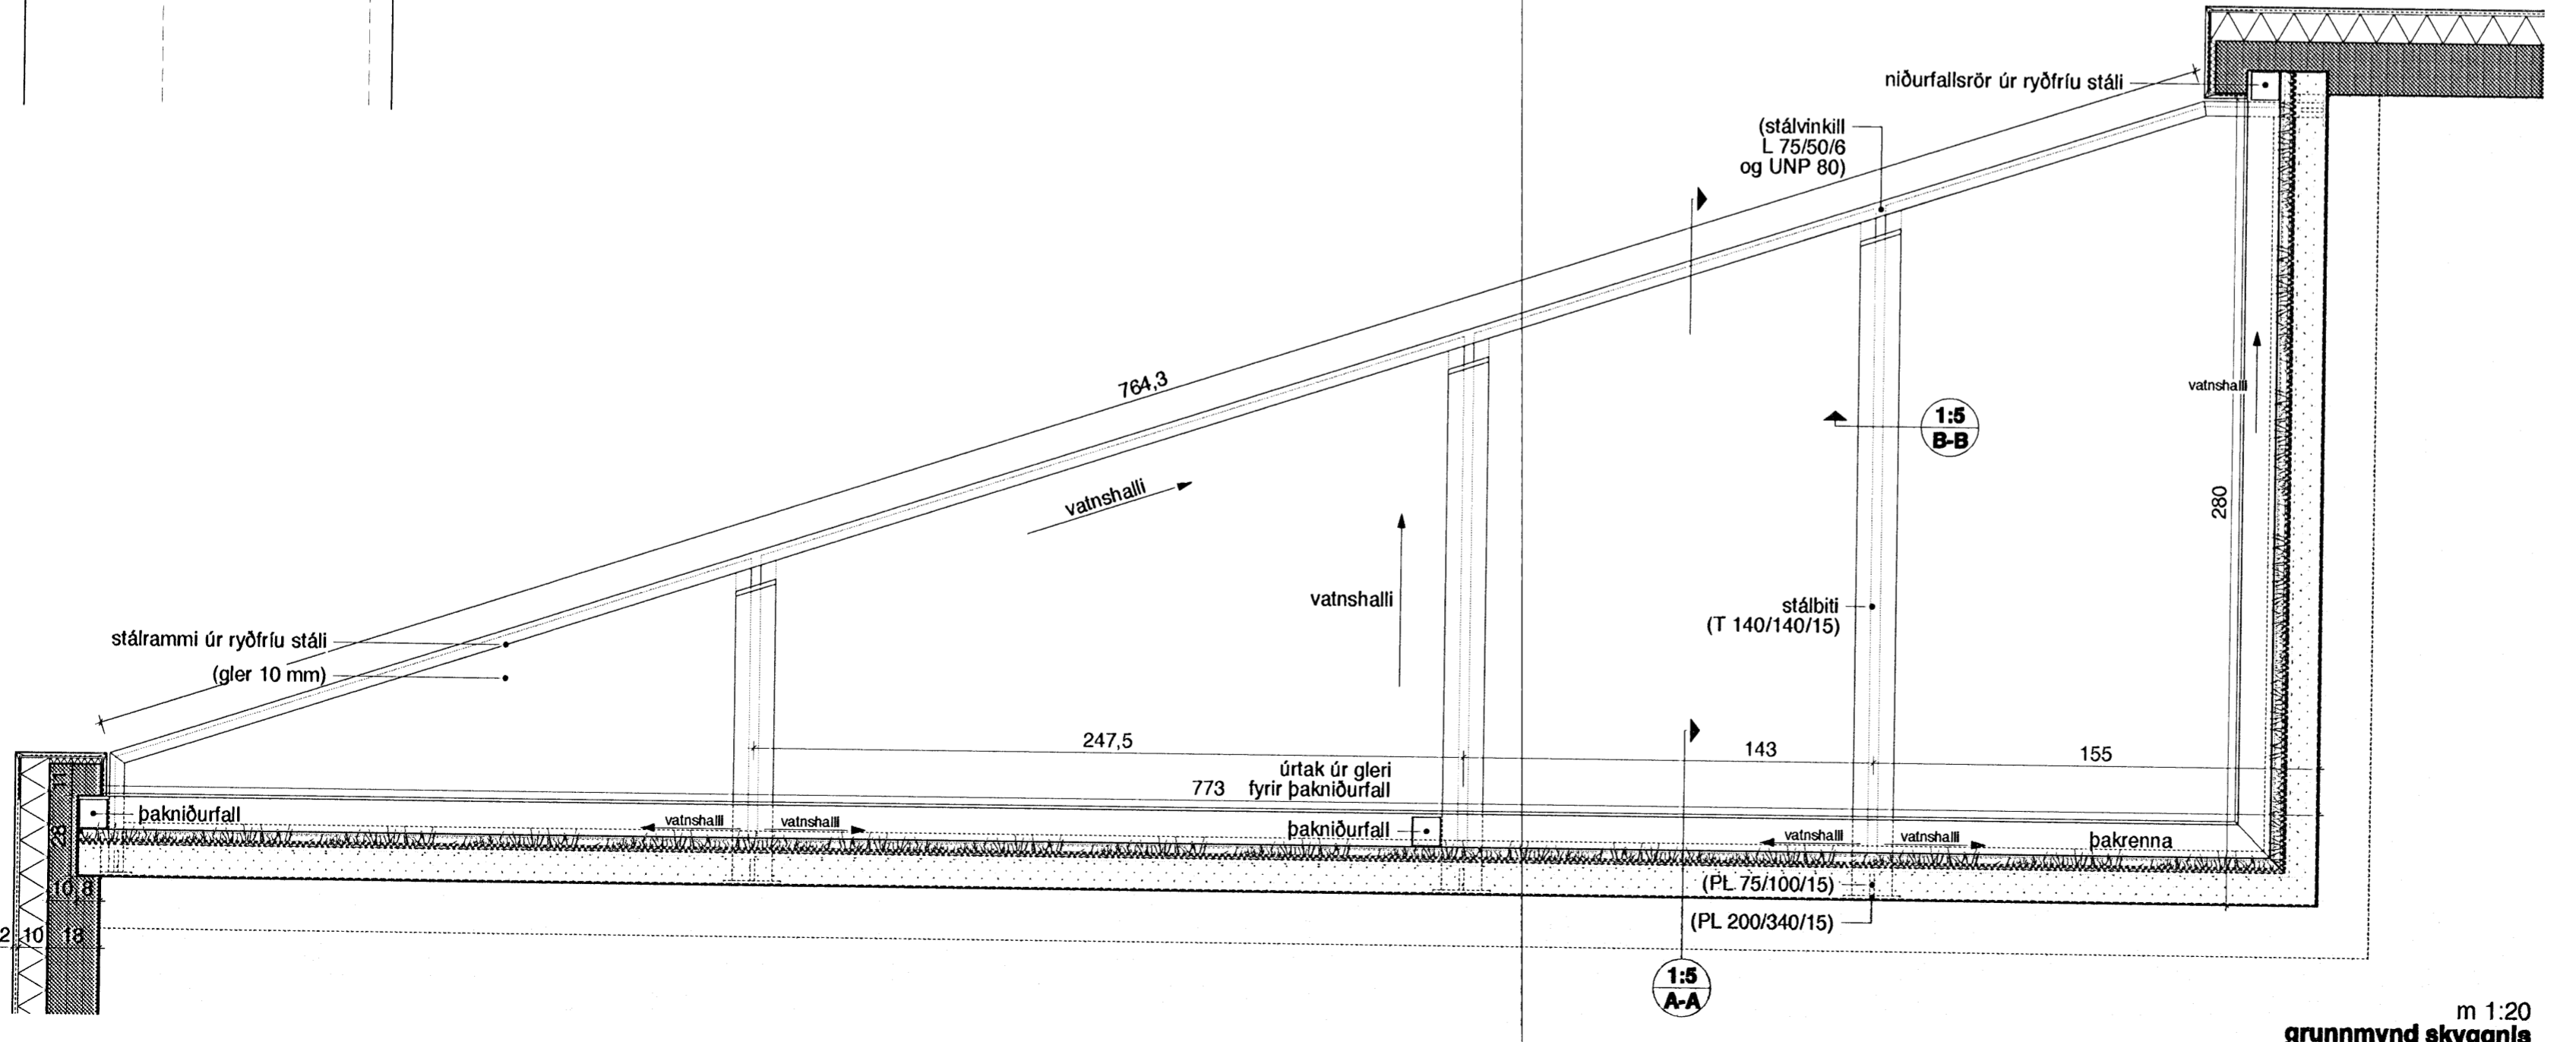 niðurfallsrör úr ryðfríu stáli
(stálvinkill
L 75/50/6
og UNP 80)
764,3
vatnshalli
1:5
B-B
vatnshalli
280
vatnshalli
stálbiti
(T 140/140/15)
stálrammi úr ryðfríu stáli
(gler 10 mm)
247,5
143
155
úrtak úr gleri
773 fyrir þakniðurfall
11
28
þakniðurfall
vatnshalli
vatnshalli
þakniðurfall
vatnshalli
vatnshalli
þakrenna
10 8
(PL 75/100/15)
(PL 200/340/15)
2 10 18
1:5
A-A
m 1:20
grunnmynd skyggnis